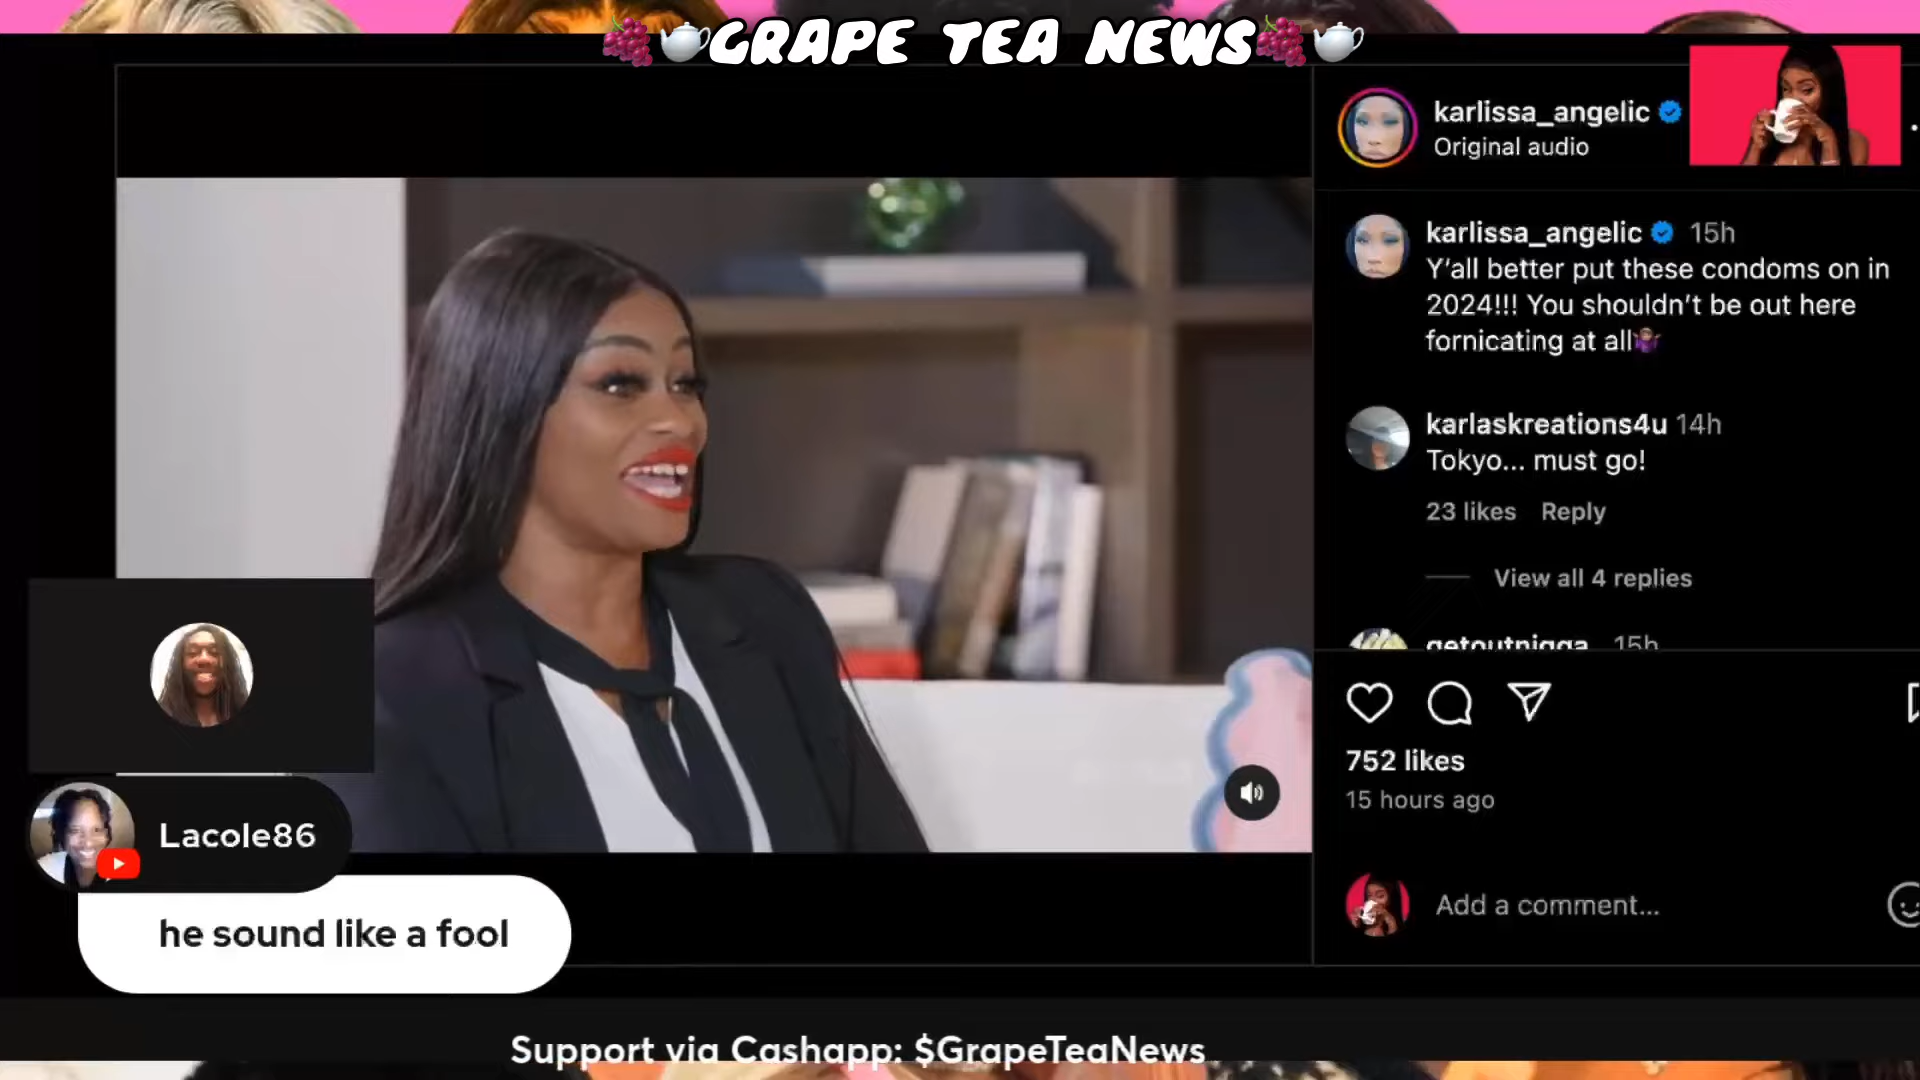 GRAPE TEA NEWS
karlissa_angelic
Original audio
karlissa_angelic 15h
Y'all better put these condoms on in
2024!!! You shouldn't be out here
fornicating at all
karlaskreations4u 14h
Tokyo... must go!
23 likes Reply
View all 4 replies
getoutnigga 15h
752 likes
15 hours ago
Add a comment...
Lacole86
he sound like a fool
Support via Cashapp: $GrapeTeaNews